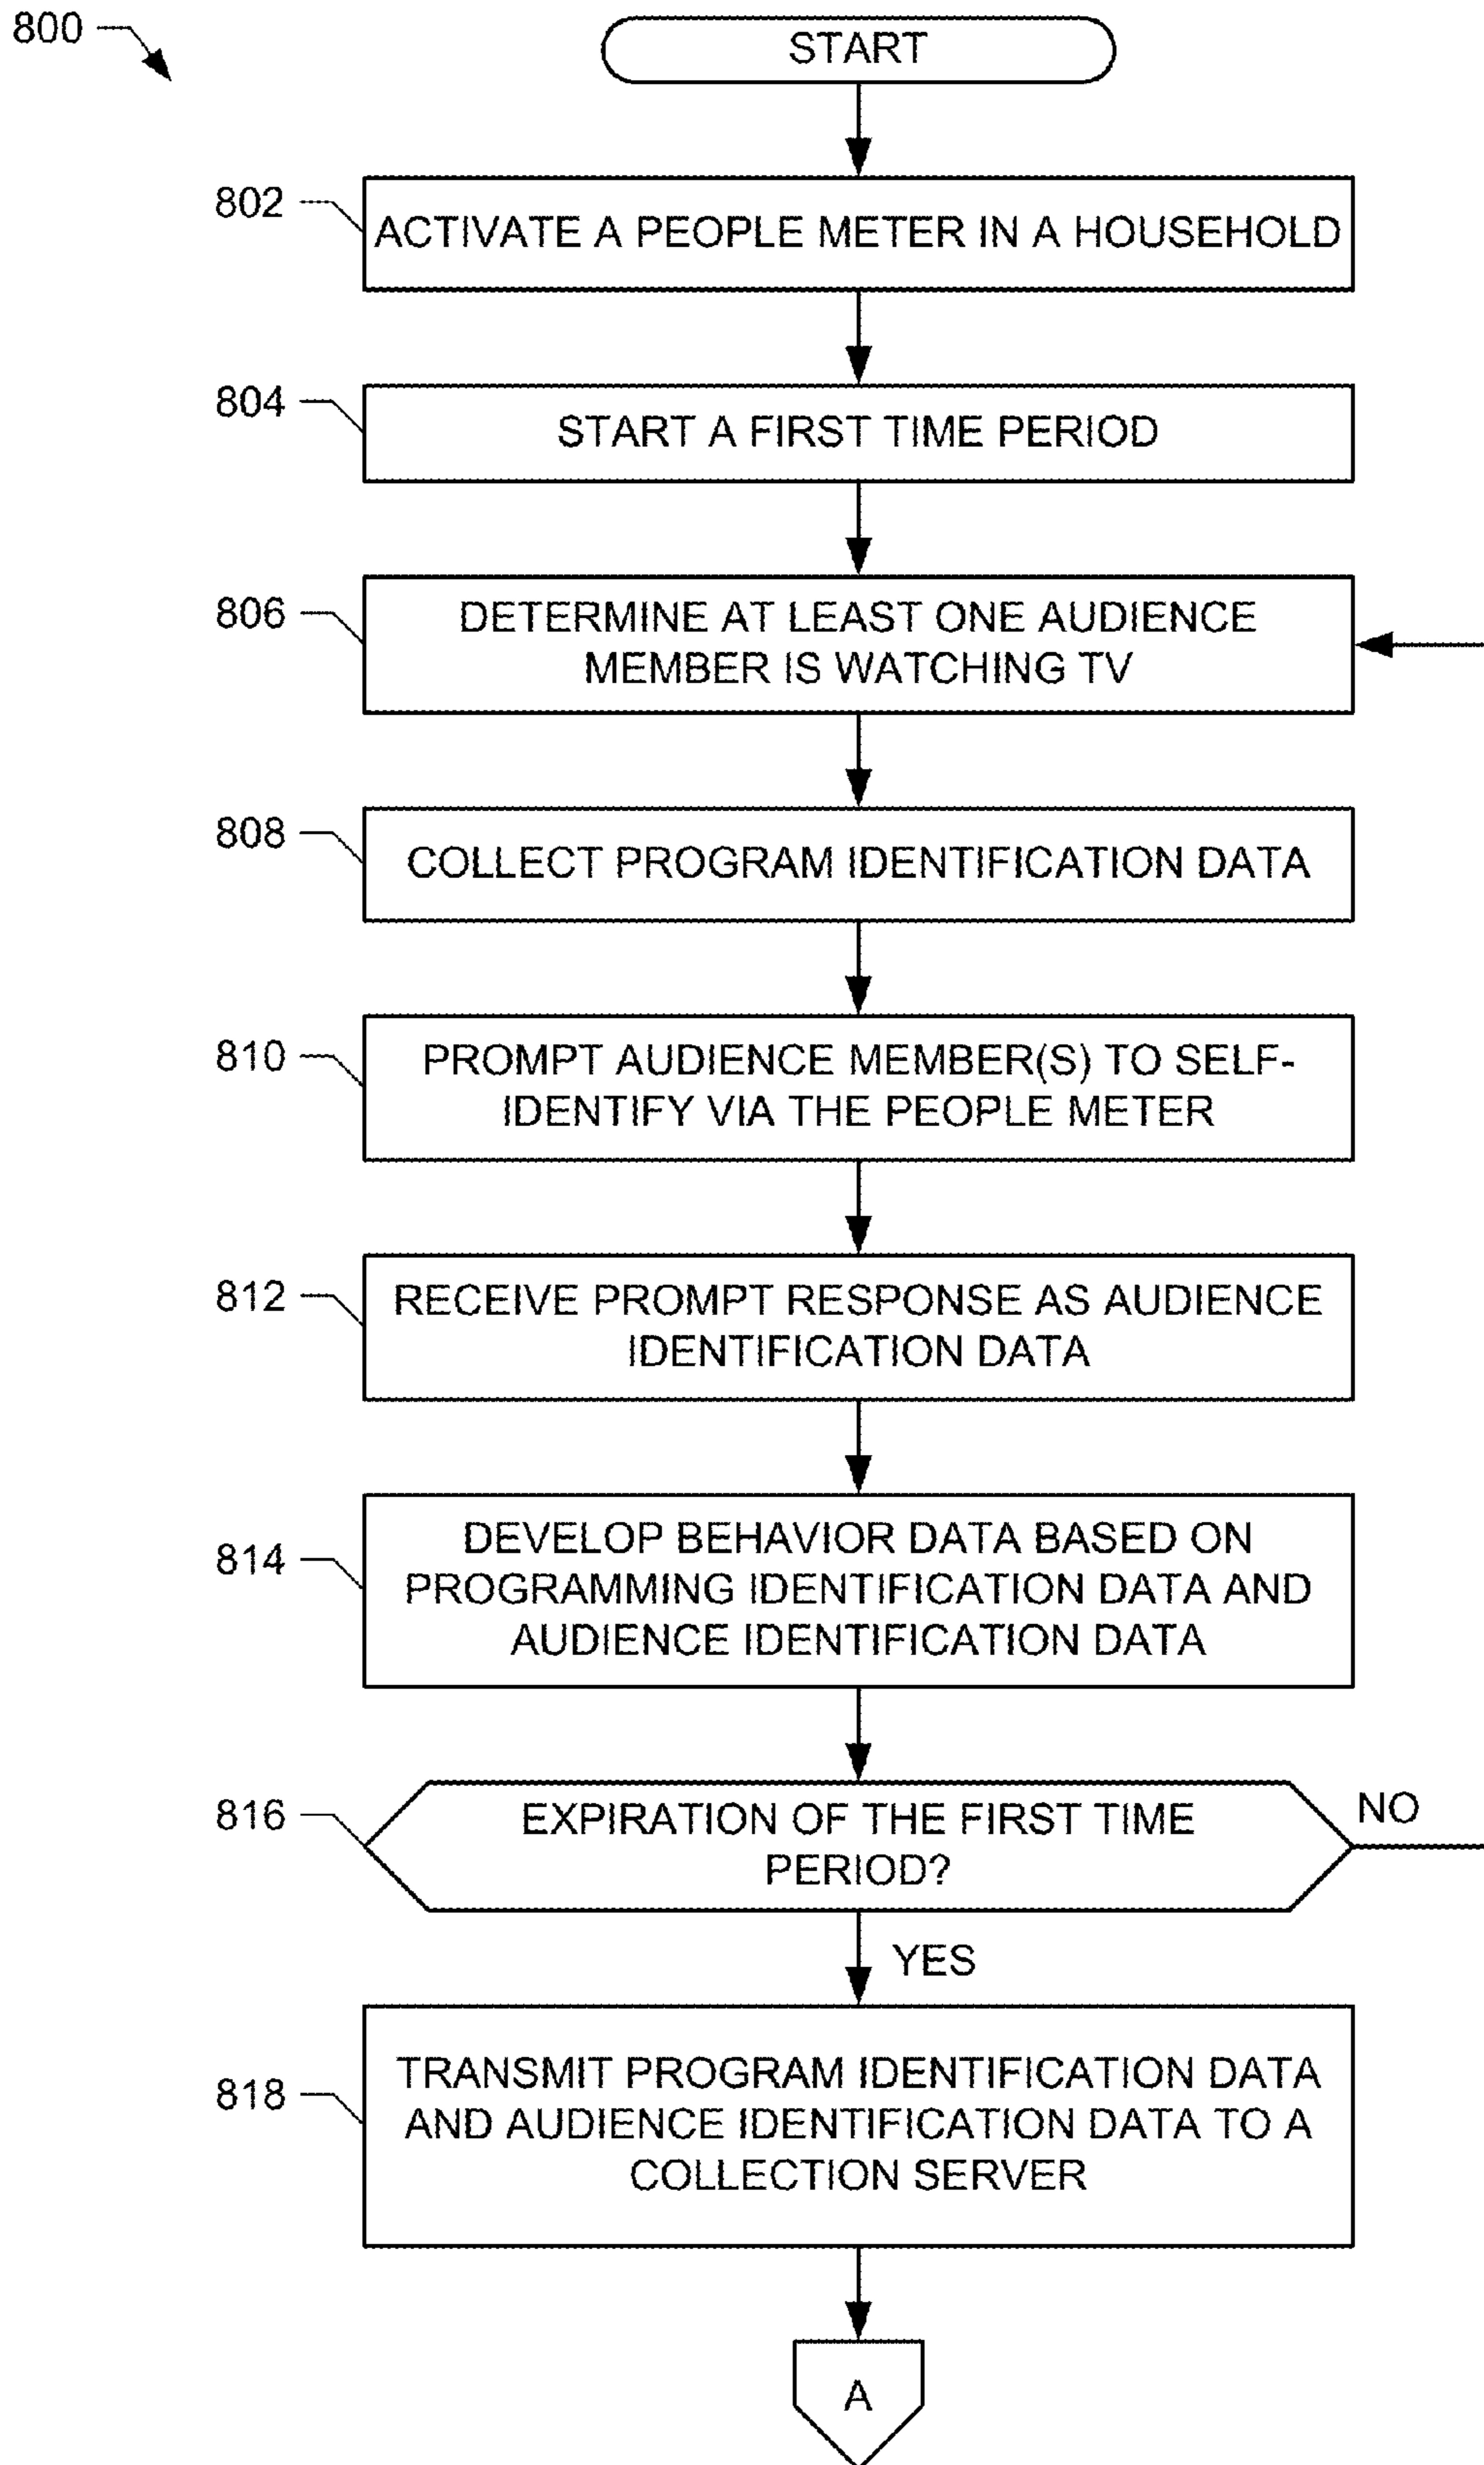 800
START
802
ACTIVATE A PEOPLE METER IN A HOUSEHOLD
804
START A FIRST TIME PERIOD
806
DETERMINE AT LEAST ONE AUDIENCE
MEMBER IS WATCHING TV
808
COLLECT PROGRAM IDENTIFICATION DATA
810
PROMPT AUDIENCE MEMBER(S) TO SELF-
IDENTIFY VIA THE PEOPLE METER
812
RECEIVE PROMPT RESPONSE AS AUDIENCE
IDENTIFICATION DATA
814
DEVELOP BEHAVIOR DATA BASED ON
PROGRAMMING IDENTIFICATION DATA AND
AUDIENCE IDENTIFICATION DATA
816
EXPIRATION OF THE FIRST TIME
PERIOD?
NO
YES
818
TRANSMIT PROGRAM IDENTIFICATION DATA
AND AUDIENCE IDENTIFICATION DATA TO A
COLLECTION SERVER
A